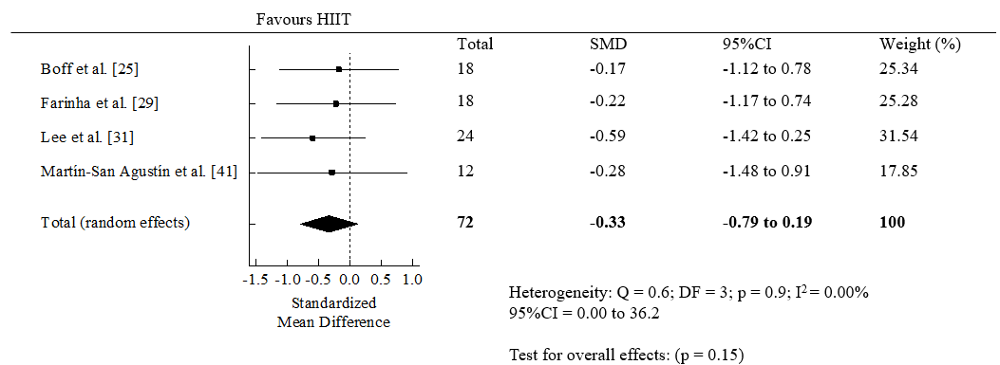 Favours HIIT
Total SMD 95%CI Weight (%)
Boff et al. [25] 18 -0.17 -1.12 to 0.78 25.34
Farinha et al. [29] 18 -0.22 -1.17 to 0.74 25.28
Lee et al. [31] 24 -0.59 -1.42 to 0.25 31.54
Martín-San Agustín et al. [41] 12 -0.28 -1.48 to 0.91 17.85
Total (random effects) 72 -0.33 -0.79 to 0.19 100
-1.5 -1.0 -0.5 0.0 0.5 1.0
Standardized
Mean Difference
Heterogeneity: Q = 0.6; DF = 3; p = 0.9; I² = 0.00%
95%CI = 0.00 to 36.2
Test for overall effects: (p = 0.15)